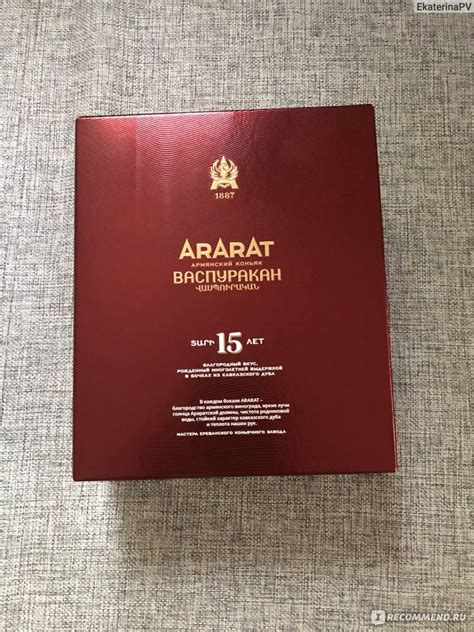 EkaterinaPV
1887
ARARAT
АРМЯНСКИЙ КОНЬЯК
ВАСПУРАКАН
ՎԱՍՊՈՒՐԱԿԱՆ
ՏԱՐԻ 15 ЛЕТ
БЛАГОРОДНЫЙ ВКУС,
РОЖДЕННЫЙ МНОГОЛЕТНЕЙ ВЫДЕРЖКОЙ
В БОЧКАХ ИЗ КАВКАЗСКОГО ДУБА
В каждом бокале ARARAT –
благородство армянского винограда, яркие лучи
солнца Араратской долины, чистота родниковой
воды, стойкий характер кавказского дуба
и теплота наших рук.
МАСТЕРА ЕРЕВАНСКОГО КОНЬЯЧНОГО ЗАВОДА
I RECOMMEND.RU